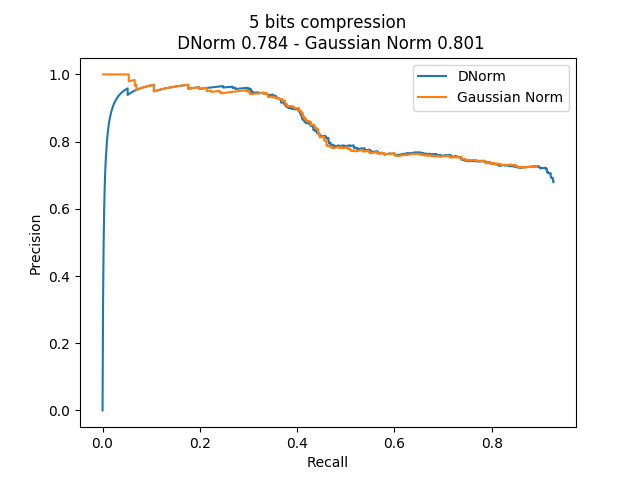 5 bits compression
DNorm 0.784 - Gaussian Norm 0.801
1.0
0.8
0.6
0.4
0.2
0.0
Precision
DNorm
Gaussian Norm
0.0 0.2 0.4 0.6 0.8
Recall